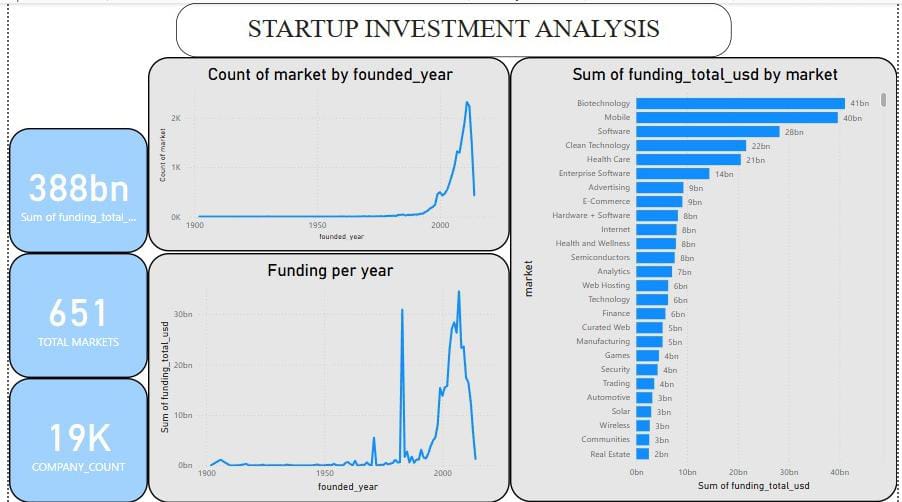 STARTUP INVESTMENT ANALYSIS
388bn
Sum of funding_total_...
651
TOTAL MARKETS
19K
COMPANY_COUNT
Count of market by founded_year
Count of market
2K
1K
0K
1900 1950 2000
founded_year
Funding per year
Sum of funding_total_usd
30bn
20bn
10bn
0bn
1900 1950 2000
founded_year
Sum of funding_total_usd by market
market
Biotechnology 41bn
Mobile 40bn
Software 28bn
Clean Technology 22bn
Health Care 21bn
Enterprise Software 14bn
Advertising 9bn
E-Commerce 9bn
Hardware + Software 8bn
Internet 8bn
Health and Wellness 8bn
Semiconductors 8bn
Analytics 7bn
Web Hosting 6bn
Technology 6bn
Finance 6bn
Curated Web 5bn
Manufacturing 5bn
Games 4bn
Security 4bn
Trading 4bn
Automotive 3bn
Solar 3bn
Wireless 3bn
Communities 3bn
Real Estate 2bn
0bn 10bn 20bn 30bn 40bn
Sum of funding_total_usd